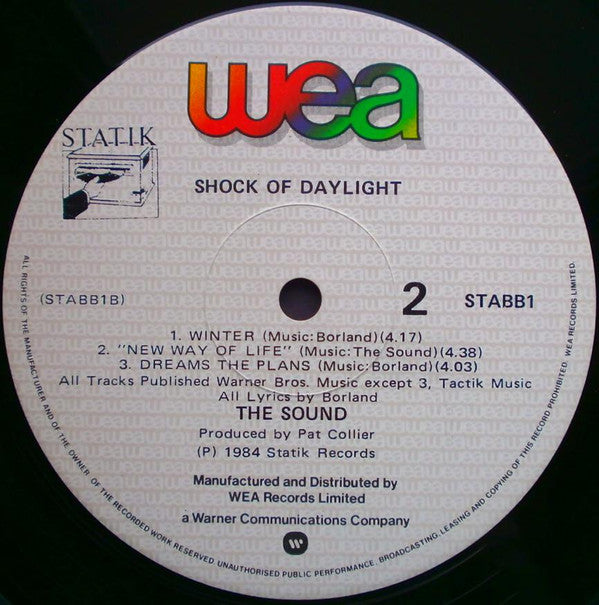 wea
STATIK
SHOCK OF DAYLIGHT
(STABB1B)
2
STABB1
1. WINTER (Music:Borland)(4.17)
2. "NEW WAY OF LIFE" (Music:The Sound)(4.38)
3. DREAMS THE PLANS (Music:Borland)(4.03)
All Tracks Published Warner Bros. Music except 3, Tactik Music
All Lyrics by Borland
THE SOUND
Produced by Pat Collier
(P) 1984 Statik Records
Manufactured and Distributed by
WEA Records Limited
a Warner Communications Company
ALL RIGHTS OF THE MANUFACTURER AND OF THE OWNER OF THE RECORDED WORK RESERVED. UNAUTHORISED PUBLIC PERFORMANCE, BROADCASTING, LEASING AND COPYING OF THIS RECORD PROHIBITED. WEA RECORDS LIMITED.